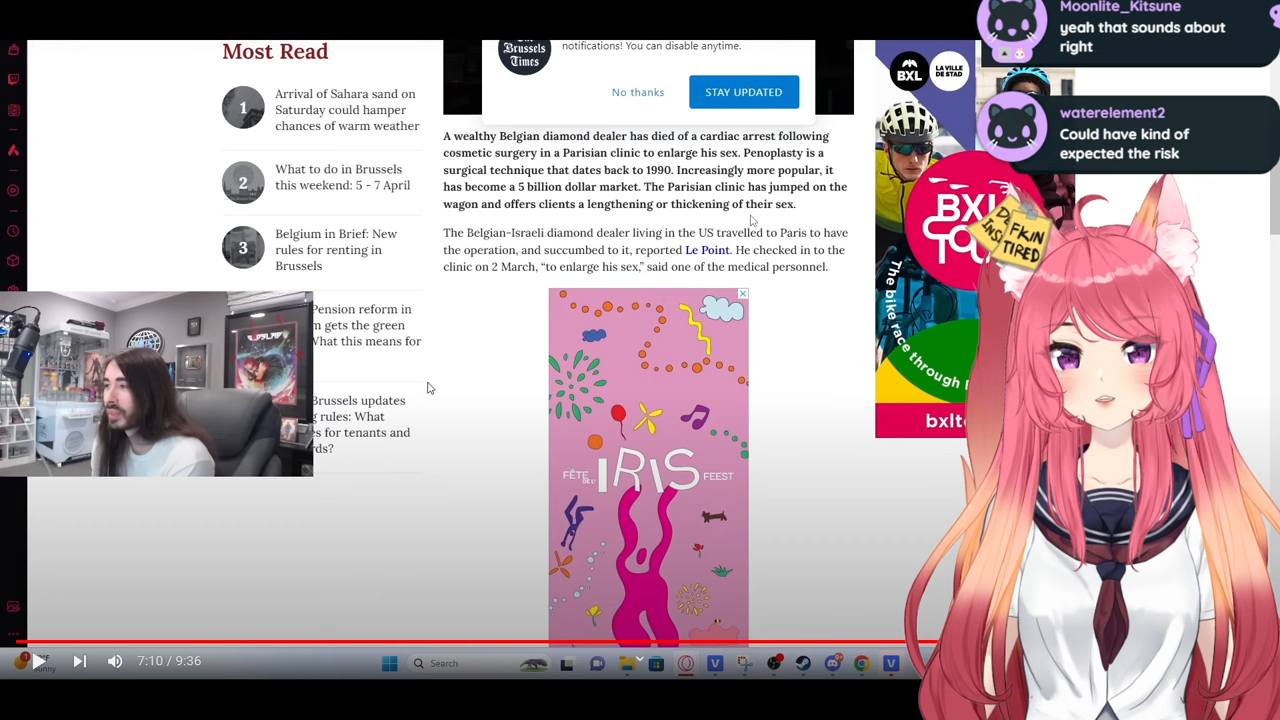 Most Read
1
Arrival of Sahara sand on
Saturday could hamper
chances of warm weather
2
What to do in Brussels
this weekend: 5 - 7 April
3
Belgium in Brief: New
rules for renting in
Brussels
Pension reform in
gets the green
What this means for
Brussels updates
rules: What
for tenants and
The
Brussels
Times
notifications! You can disable anytime.
No thanks
STAY UPDATED
A wealthy Belgian diamond dealer has died of a cardiac arrest following
cosmetic surgery in a Parisian clinic to enlarge his sex. Penoplasty is a
surgical technique that dates back to 1990. Increasingly more popular, it
has become a 5 billion dollar market. The Parisian clinic has jumped on the
wagon and offers clients a lengthening or thickening of their sex.
The Belgian-Israeli diamond dealer living in the US travelled to Paris to have
the operation, and succumbed to it, reported Le Point. He checked in to the
clinic on 2 March, “to enlarge his sex,” said one of the medical personnel.
FÊTE
IRIS
FEEST
BXL
LA VILLE
DE STAD
BXL
TOU
The bike race through
bxlto
Moonlite_Kitsune
yeah that sounds about
right
waterelement2
Could have kind of
expected the risk
FKIN
TIRED
7:10 / 9:36
Search